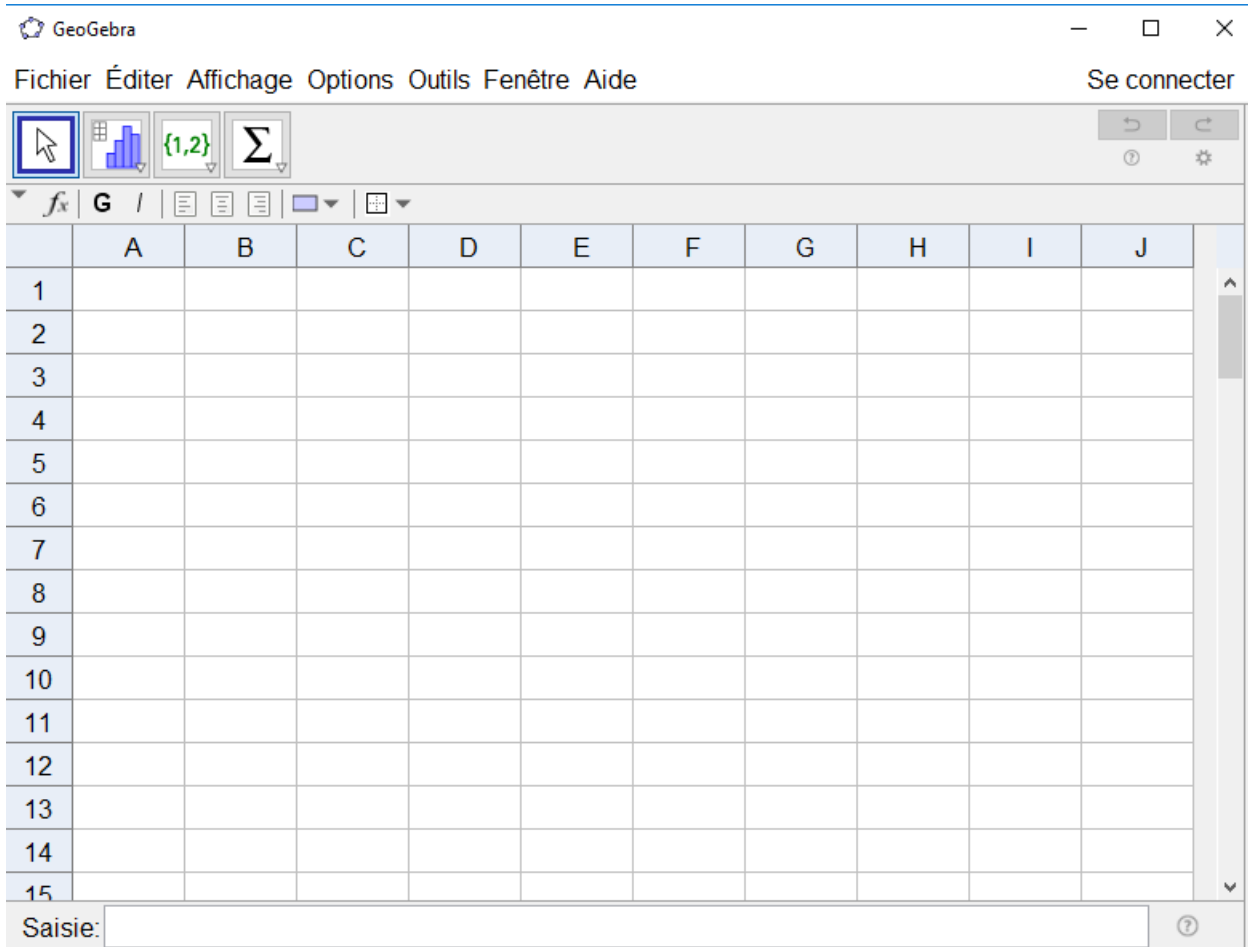 GeoGebra
Fichier Éditer Affichage Options Outils Fenêtre Aide Se connecter
{1,2} Σ
fx G I
A B C D E F G H I J
1
2
3
4
5
6
7
8
9
10
11
12
13
14
15
Saisie: